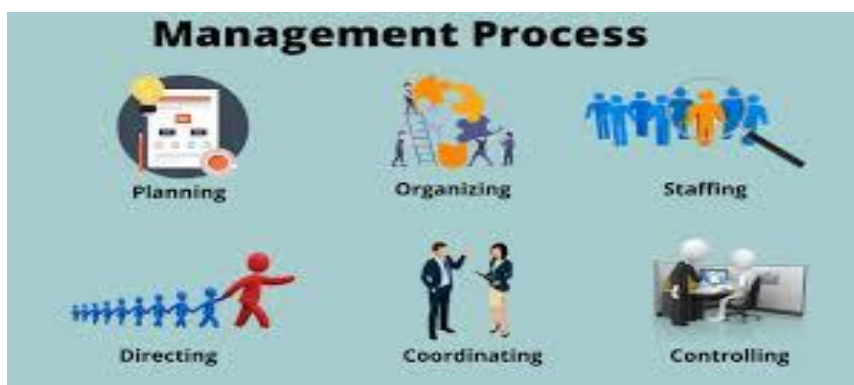 Management Process
Planning
Organizing
Staffing
Directing
Coordinating
Controlling